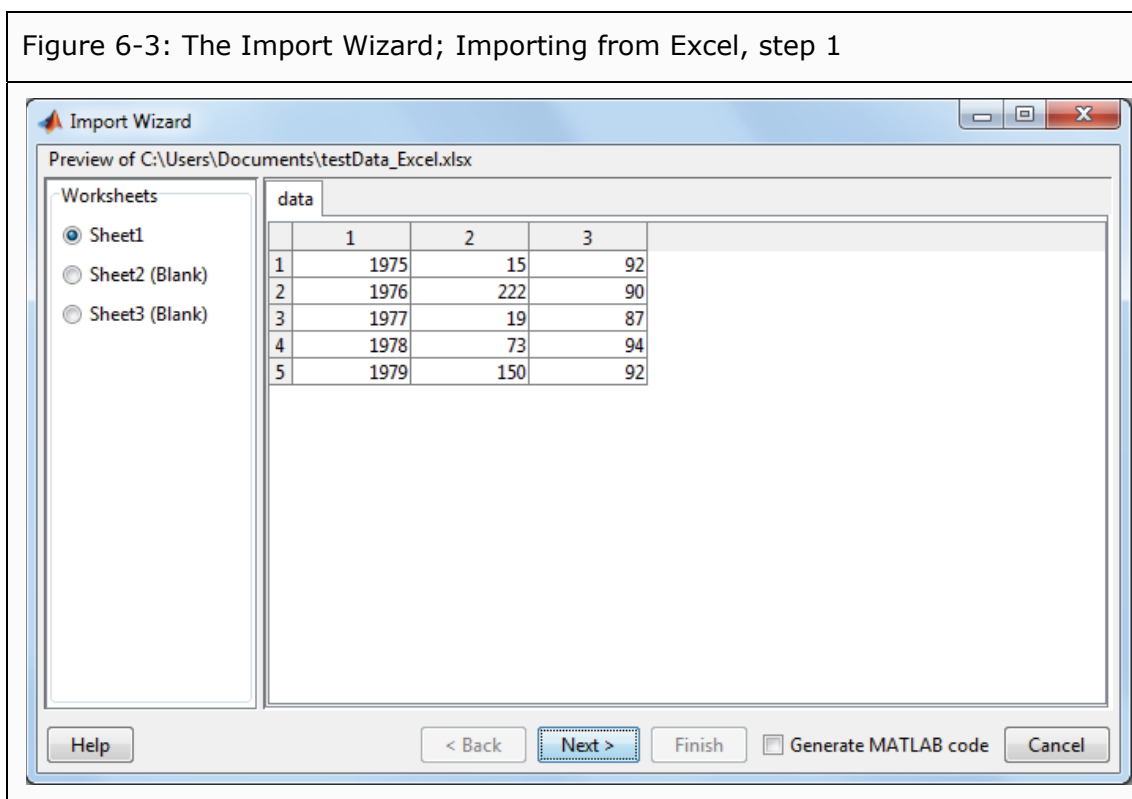 Figure 6-3: The Import Wizard; Importing from Excel, step 1
Import Wizard
Preview of C:\Users\Documents\testData_Excel.xlsx
Worksheets
Sheet1
Sheet2 (Blank)
Sheet3 (Blank)
data
1 2 3
1 1975 15 92
2 1976 222 90
3 1977 19 87
4 1978 73 94
5 1979 150 92
Help < Back Next > Finish Generate MATLAB code Cancel